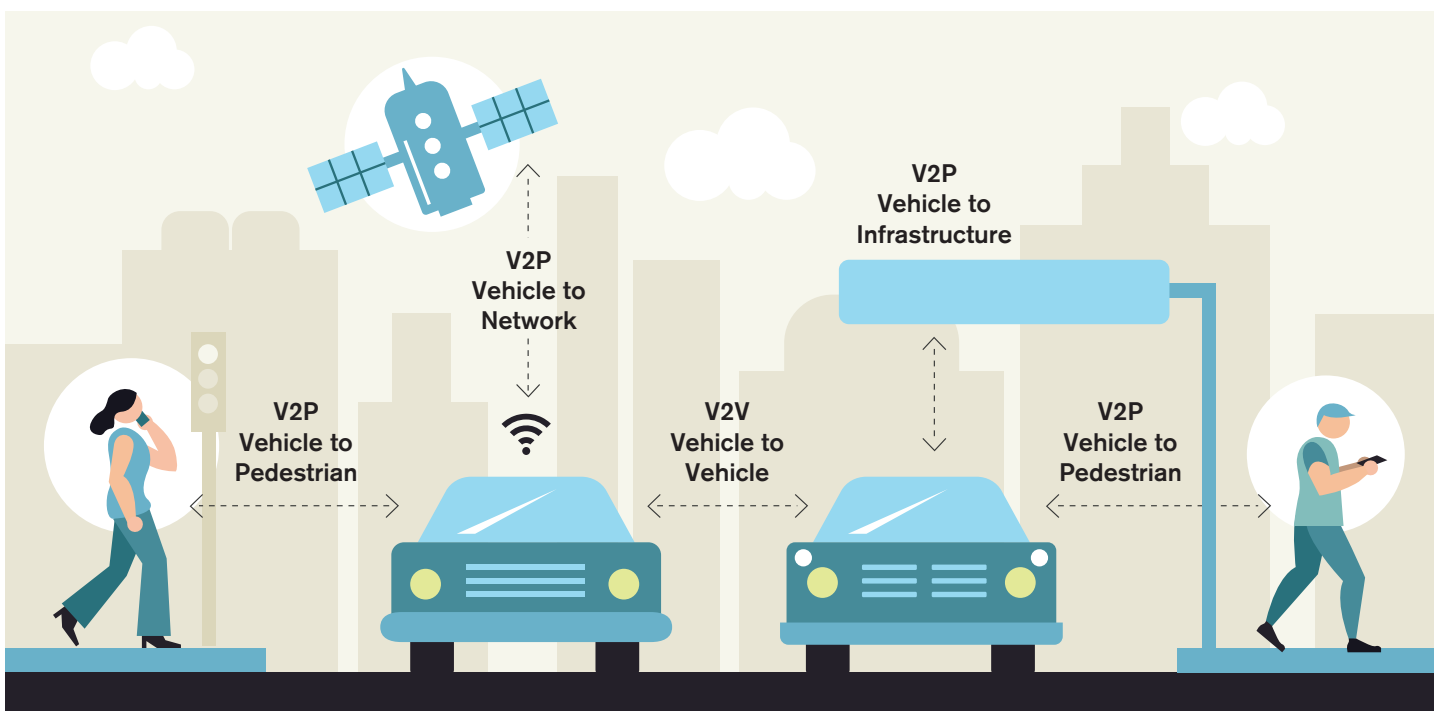 V2P
Vehicle to
Infrastructure
V2P
Vehicle to
Network
V2P
Vehicle to
Pedestrian
V2V
Vehicle to
Vehicle
V2P
Vehicle to
Pedestrian